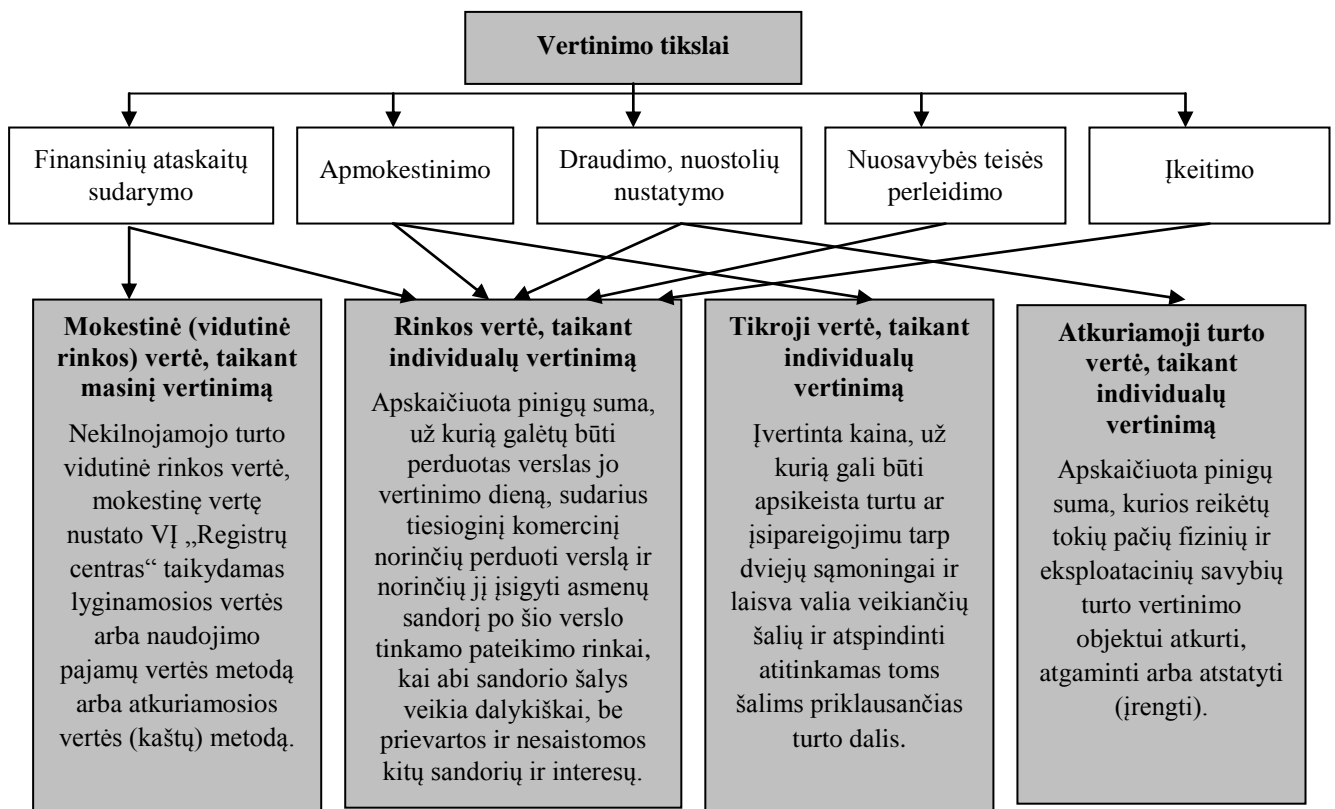 Vertinimo tikslai
Finansinių ataskaitų
sudarymo
Apmokestinimo
Draudimo, nuostolių
nustatymo
Nuosavybės teisės
perleidimo
Įkeitimo
Mokestinė (vidutinė
rinkos) vertė, taikant
masinį vertinimą
Nekilnojamojo turto
vidutinė rinkos vertė,
mokestinę vertę
nustato VĮ „Registrų
centras“ taikydamas
lyginamosios vertės
arba naudojimo
pajamų vertės metodą
arba atkuriamosios
vertės (kaštų) metodą.
Rinkos vertė, taikant
individualų vertinimą
Apskaičiuota pinigų suma,
už kurią galėtų būti
perduotas verslas jo
vertinimo dieną, sudarius
tiesioginį komercinį
norinčių perduoti verslą ir
norinčių jį įsigyti asmenų
sandorį po šio verslo
tinkamo pateikimo rinkai,
kai abi sandorio šalys
veikia dalykiškai, be
prievartos ir nesaistomos
kitų sandorių ir interesų.
Tikroji vertė, taikant
individualų
vertinimą
Įvertinta kaina, už
kurią gali būti
apsikeista turtu ar
įsipareigojimu tarp
dviejų sąmoningai ir
laisva valia veikiančių
šalių ir atspindinti
atitinkamas toms
šalims priklausančias
turto dalis.
Atkuriamoji turto
vertė, taikant
individualų
vertinimą
Apskaičiuota pinigų
suma, kurios reikėtų
tokių pačių fizinių ir
eksploatacinių savybių
turto vertinimo
objektui atkurti,
atgaminti arba atstatyti
(įrengti).